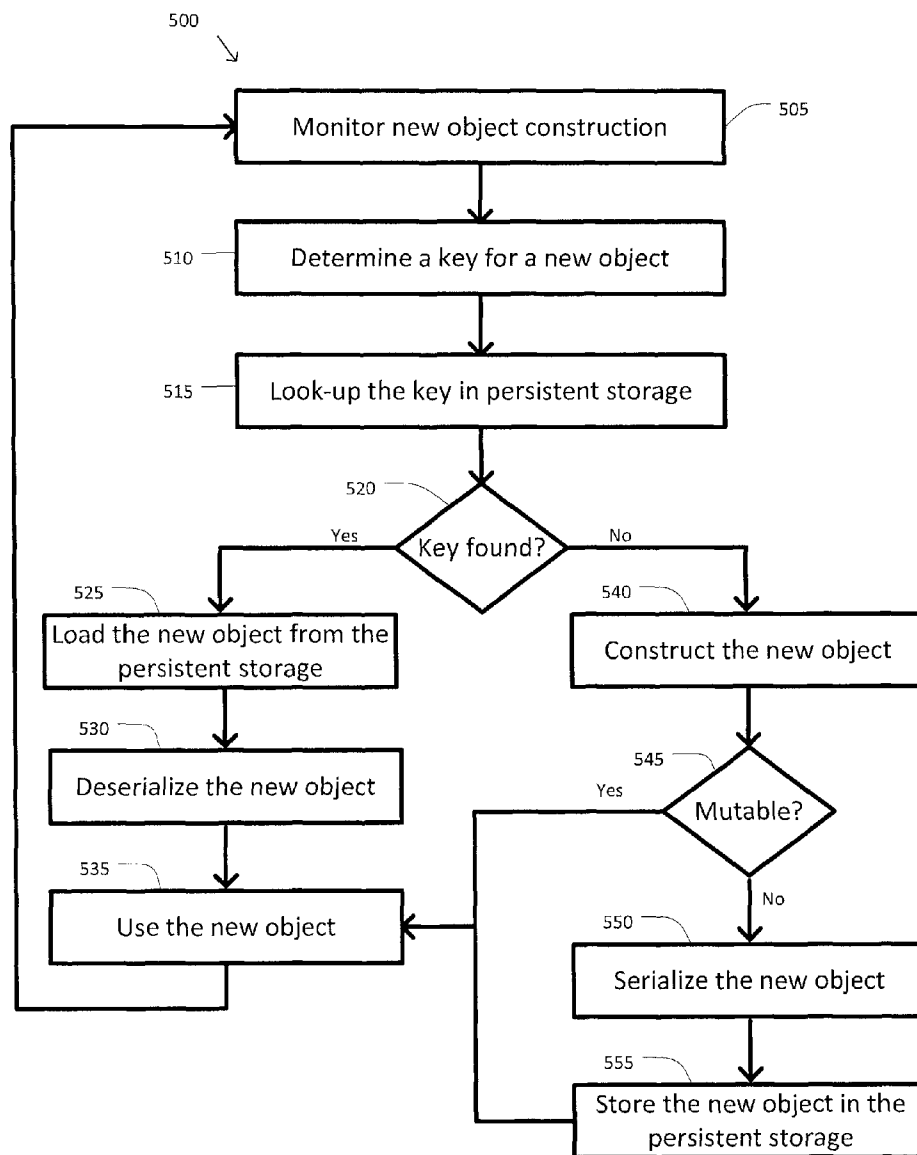 500
Monitor new object construction
505
510
Determine a key for a new object
515
Look-up the key in persistent storage
520
Key found?
Yes
No
525
Load the new object from the
persistent storage
540
Construct the new object
530
Deserialize the new object
545
Mutable?
Yes
No
535
Use the new object
550
Serialize the new object
555
Store the new object in the
persistent storage